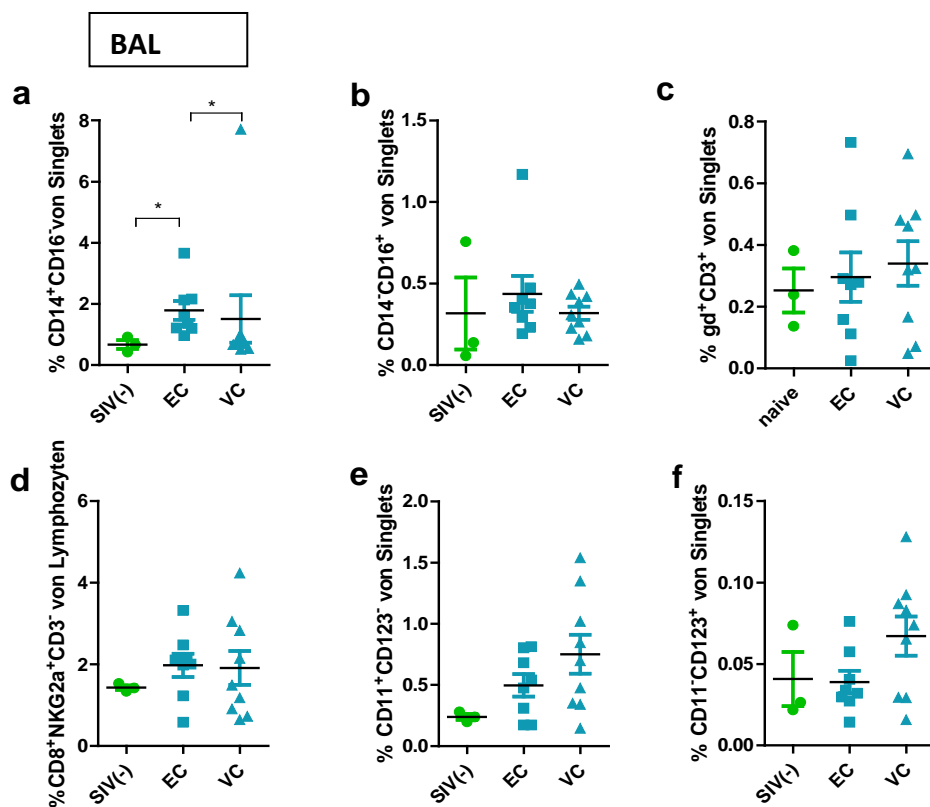 BAL
a
% CD14+CD16-von Singlets
8
6
4
2
0
*
*
SIV(-)
EC
VC
b
% CD14-CD16+ von Singlets
1.5
1.0
0.5
0.0
SIV(-)
EC
VC
c
% gd+CD3+ von Singlets
0.8
0.6
0.4
0.2
0.0
naive
EC
VC
d
%CD8+NKG2a+CD3- von Lymphozyten
6
4
2
0
SIV(-)
EC
VC
e
% CD11+CD123- von Singlets
2.0
1.5
1.0
0.5
0.0
SIV(-)
EC
VC
f
% CD11-CD123+ von Singlets
0.15
0.10
0.05
0.00
SIV(-)
EC
VC